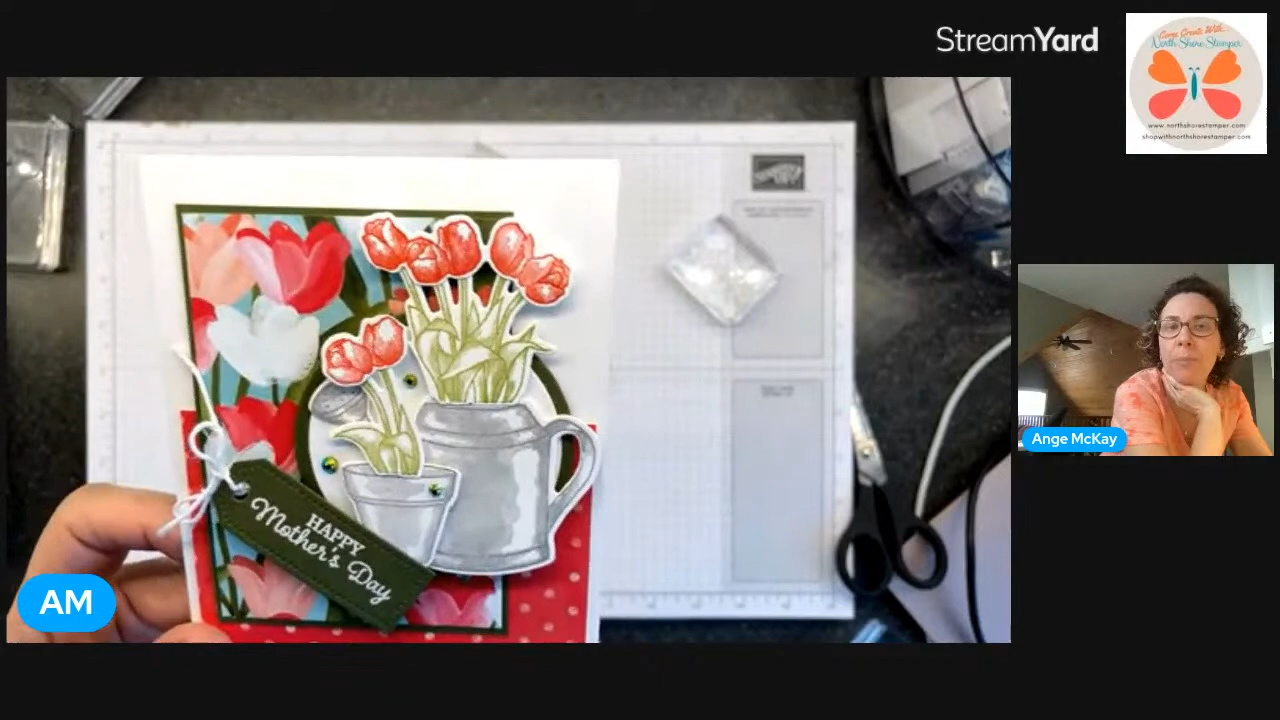 StreamYard
Come Create With...
North Shore Stamper
www.northshorestamper.com
shopwithnorthshorestamper.com
HAPPY
Mother's Day
Ange McKay
AM